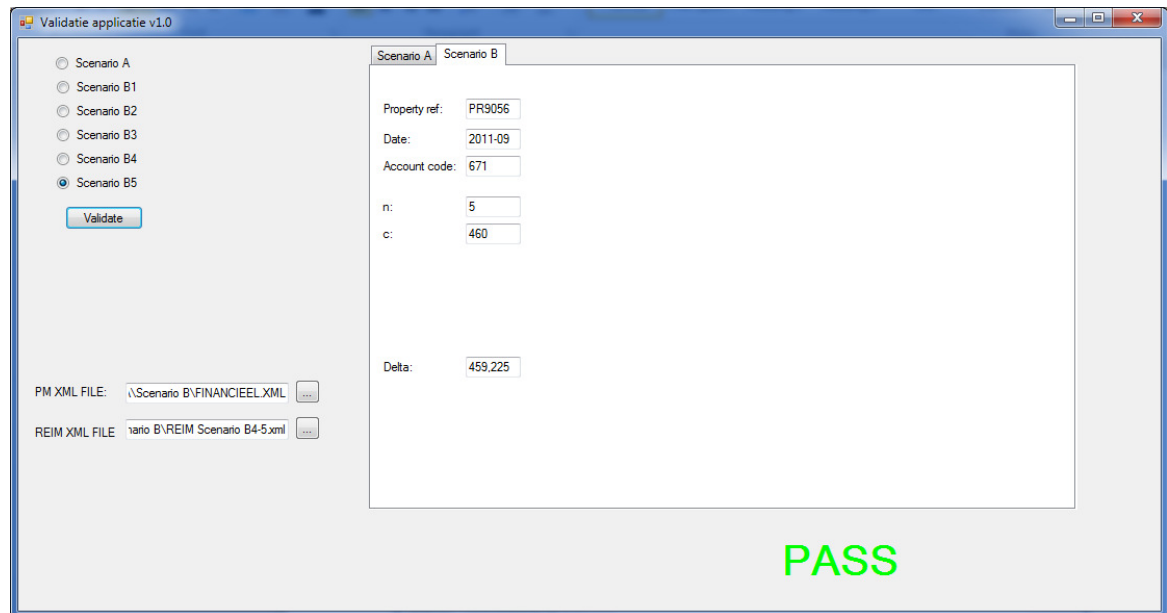 Validatie applicatie v1.0
Scenario A
Scenario B1
Scenario B2
Scenario B3
Scenario B4
Scenario B5
Validate
PM XML FILE: .\Scenario B\FINANCIEEL.XML ...
REIM XML FILE nario B\REIM Scenario B4-5.xml ...
Scenario A Scenario B
Property ref: PR9056
Date: 2011-09
Account code: 671
n: 5
c: 460
Delta: 459,225
PASS